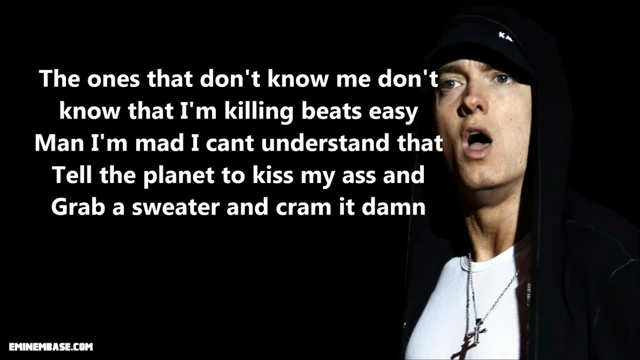 The ones that don't know me don't
know that I'm killing beats easy
Man I'm mad I cant understand that
Tell the planet to kiss my ass and
Grab a sweater and cram it damn
KA
EMINEMBASE.COM